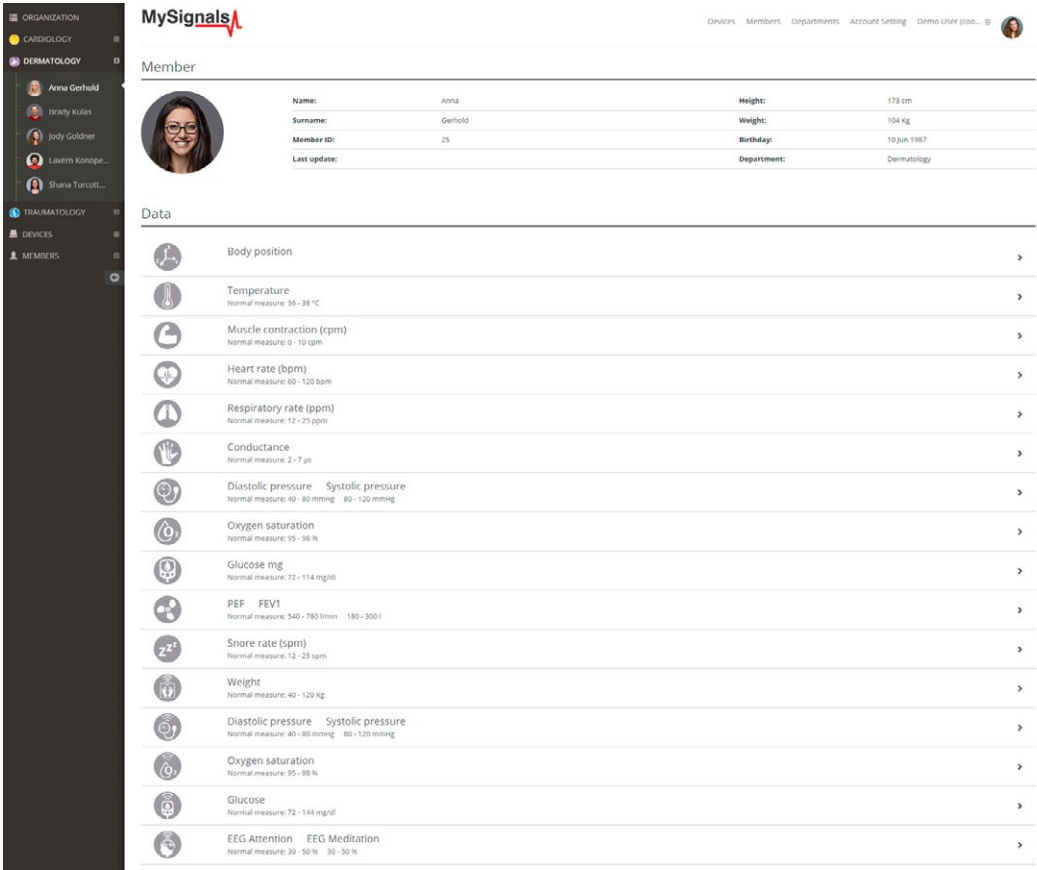 ORGANIZATION
CARDIOLOGY
DERMATOLOGY
Anna Gerhold
Brady Kulas
Jody Goldner
Lavern Konope...
Shana Turcott...
TRAUMATOLOGY
DEVICES
MEMBERS
MySignals
Devices Members Departments Account Setting Demo User (coo...
Member
Name: Anna Height: 173 cm
Surname: Gerhold Weight: 104 Kg
Member ID: 25 Birthday: 10 Jun 1987
Last update: Department: Dermatology
Data
Body position
Temperature
Normal measure: 36 - 38 °C
Muscle contraction (cpm)
Normal measure: 0 - 10 cpm
Heart rate (bpm)
Normal measure: 60 - 120 bpm
Respiratory rate (ppm)
Normal measure: 12 - 25 ppm
Conductance
Normal measure: 2 - 7 µs
Diastolic pressure Systolic pressure
Normal measure: 40 - 80 mmHg 80 - 120 mmHg
Oxygen saturation
Normal measure: 95 - 98 %
Glucose mg
Normal measure: 72 - 114 mg/dl
PEF FEV1
Normal measure: 540 - 780 l/min 180 - 300 l
Snore rate (spm)
Normal measure: 12 - 25 spm
Weight
Normal measure: 40 - 120 Kg
Diastolic pressure Systolic pressure
Normal measure: 40 - 80 mmHg 80 - 120 mmHg
Oxygen saturation
Normal measure: 95 - 98 %
Glucose
Normal measure: 72 - 144 mg/dl
EEG Attention EEG Meditation
Normal measure: 30 - 50 % 30 - 50 %